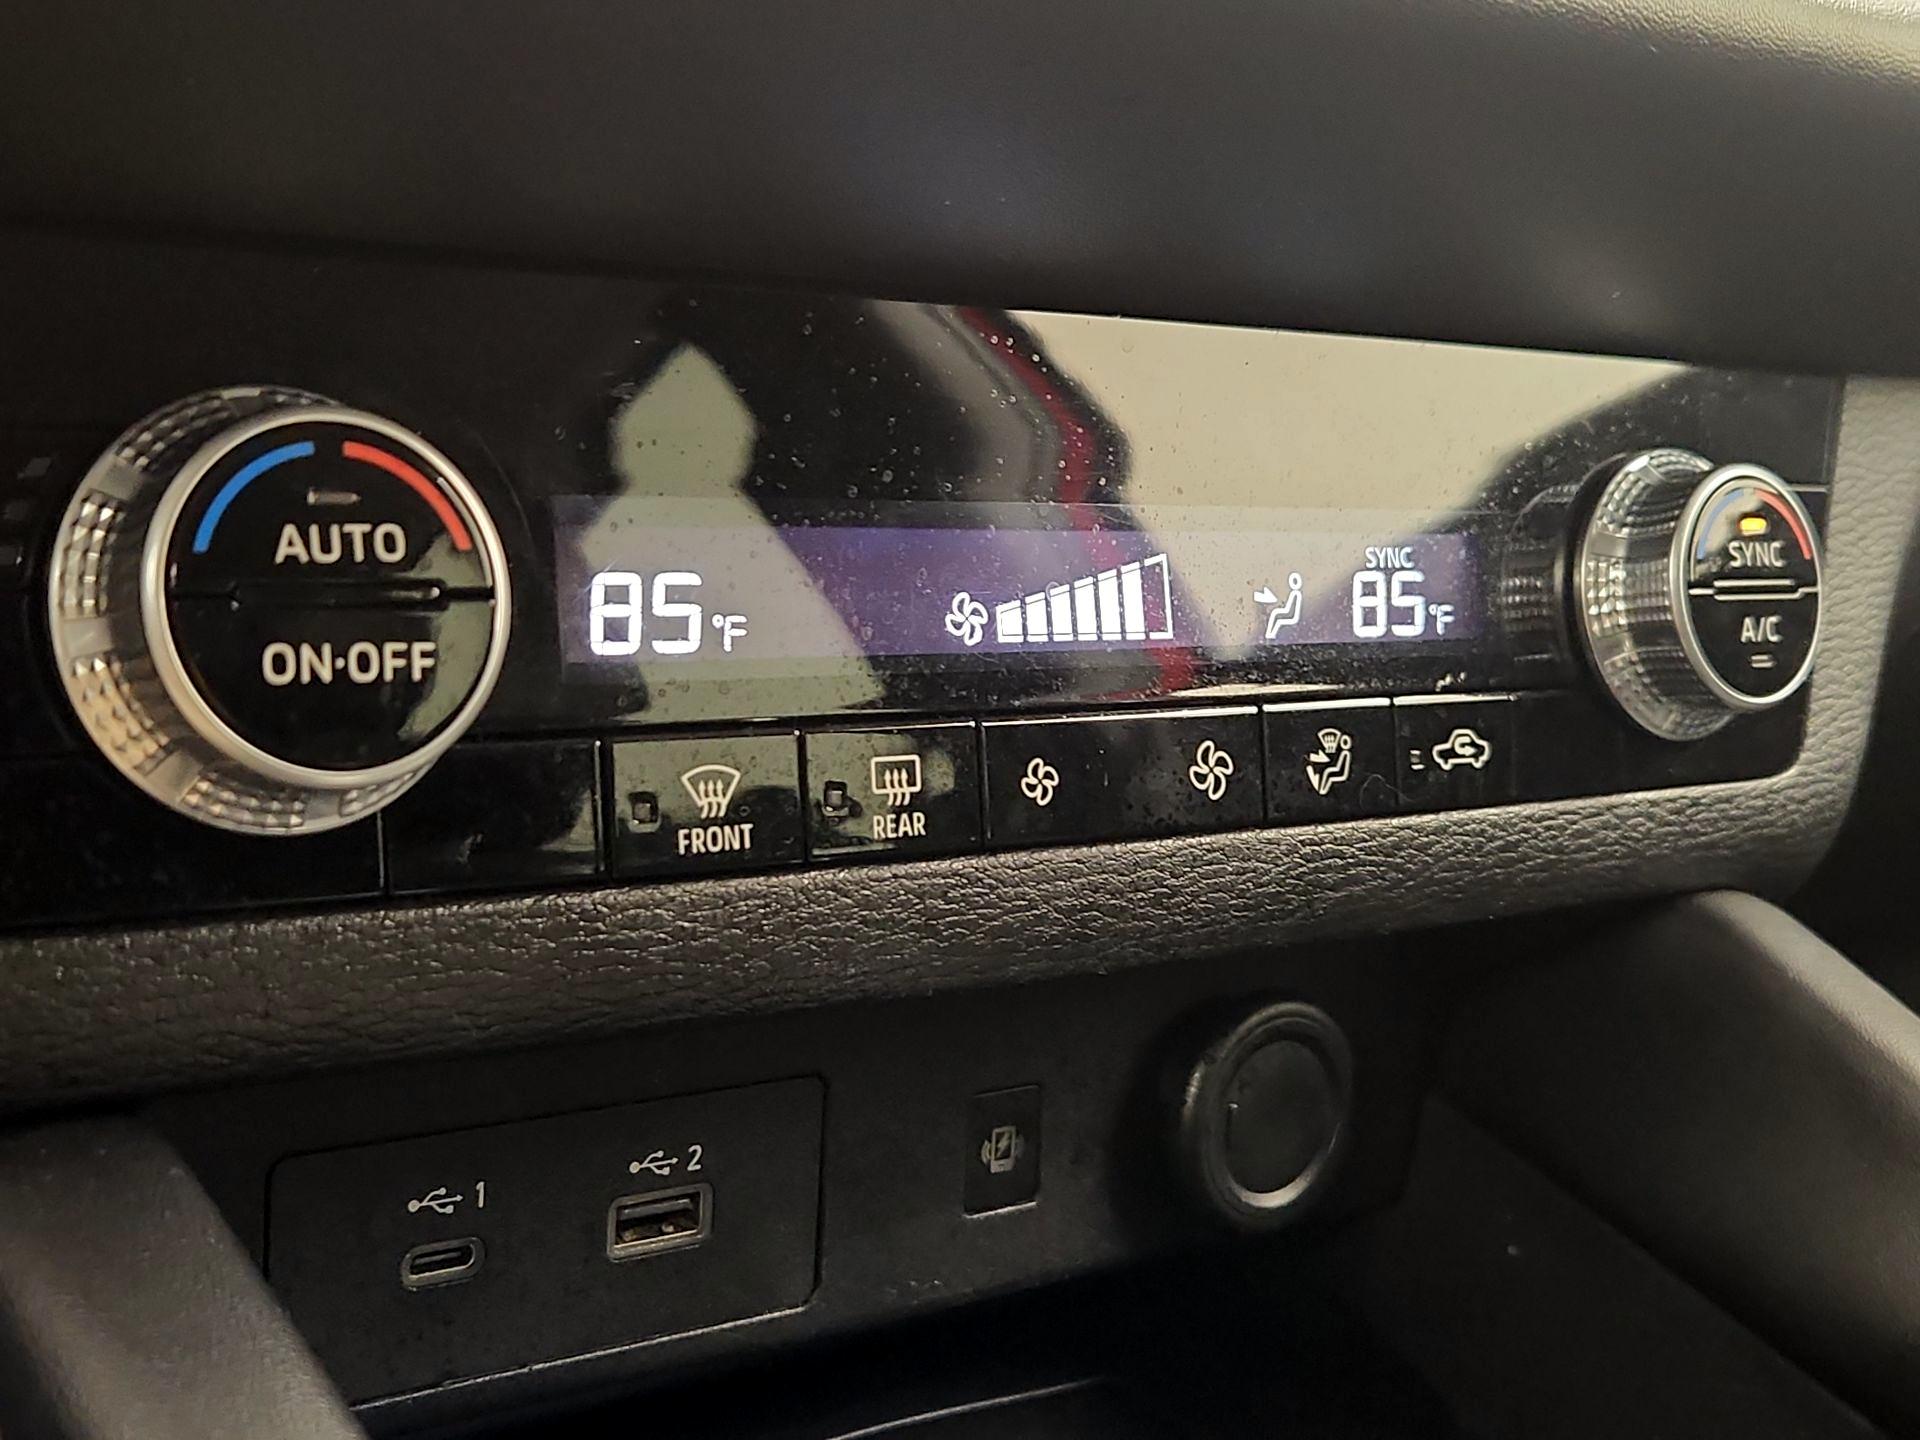 AUTO
ON·OFF
85°F
SYNC
85°F
SYNC
A/C
FRONT
REAR
1
2